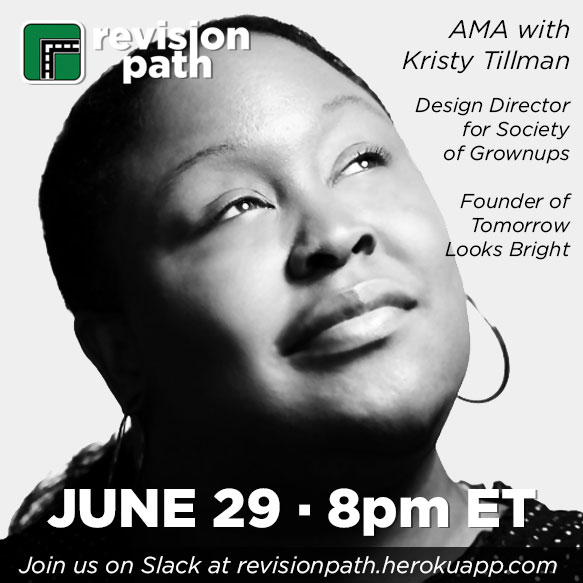 revision
path
AMA with
Kristy Tillman
Design Director
for Society
of Grownups
Founder of
Tomorrow
Looks Bright
JUNE 29 · 8pm ET
Join us on Slack at revisionpath.herokuapp.com